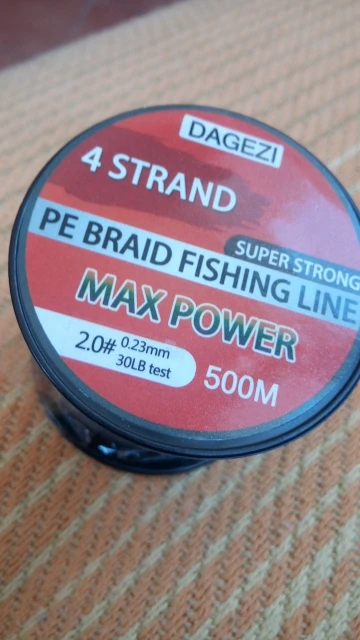 DAGEZI
4 STRAND
SUPER STRONG
PE BRAID FISHING LINE
MAX POWER
2.0# 0.23mm
30LB test
500M